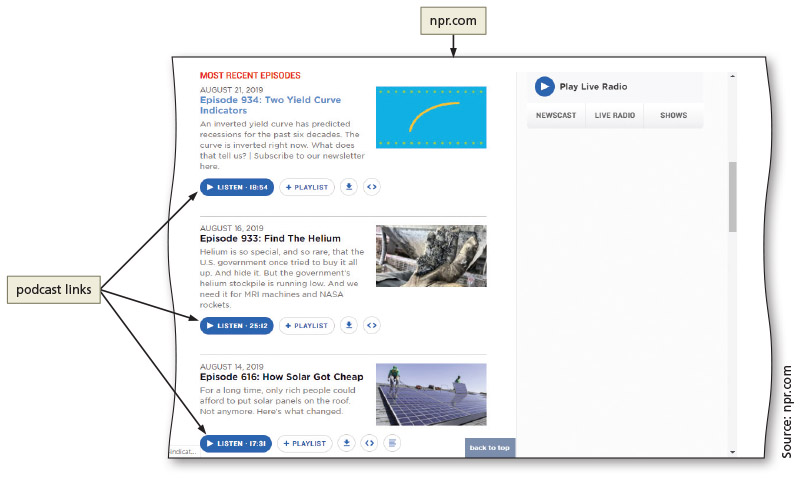 npr.com
MOST RECENT EPISODES
AUGUST 21, 2019
Episode 934: Two Yield Curve
Indicators
An inverted yield curve has predicted
recessions for the past six decades. The
curve is inverted right now. What does
that tell us? | Subscribe to our newsletter
here.
LISTEN · 18:54
+ PLAYLIST
<>
Play Live Radio
NEWSCAST
LIVE RADIO
SHOWS
podcast links
AUGUST 16, 2019
Episode 933: Find The Helium
Helium is so special, and so rare, that the
U.S. government once tried to buy it all
up. And hide it. But the government's
helium stockpile is running low. And we
need it for MRI machines and NASA
rockets.
LISTEN · 25:12
+ PLAYLIST
<>
AUGUST 14, 2019
Episode 616: How Solar Got Cheap
For a long time, only rich people could
afford to put solar panels on the roof.
Not anymore. Here's what changed.
LISTEN · 17:31
+ PLAYLIST
<>
back to top
indicat...
Source: npr.com